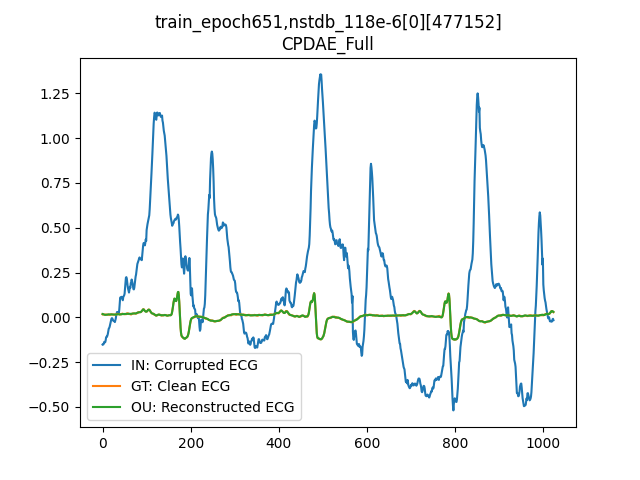 train_epoch651,nstdb_118e-6[0][477152]
CPDAE_Full
1.25
1.00
0.75
0.50
0.25
0.00
−0.25
−0.50
IN: Corrupted ECG
GT: Clean ECG
OU: Reconstructed ECG
0 200 400 600 800 1000